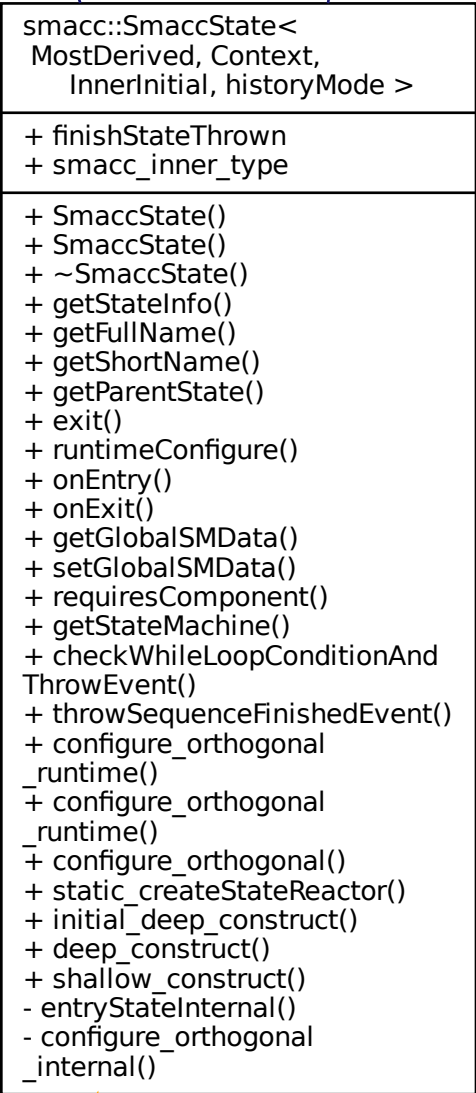 smacc::SmaccState<
MostDerived, Context,
InnerInitial, historyMode >
+ finishStateThrown
+ smacc_inner_type
+ SmaccState()
+ SmaccState()
+ ~SmaccState()
+ getStateInfo()
+ getFullName()
+ getShortName()
+ getParentState()
+ exit()
+ runtimeConfigure()
+ onEntry()
+ onExit()
+ getGlobalSMData()
+ setGlobalSMData()
+ requiresComponent()
+ getStateMachine()
+ checkWhileLoopConditionAnd
ThrowEvent()
+ throwSequenceFinishedEvent()
+ configure_orthogonal
_runtime()
+ configure_orthogonal
_runtime()
+ configure_orthogonal()
+ static_createStateReactor()
+ initial_deep_construct()
+ deep_construct()
+ shallow_construct()
- entryStateInternal()
- configure_orthogonal
_internal()